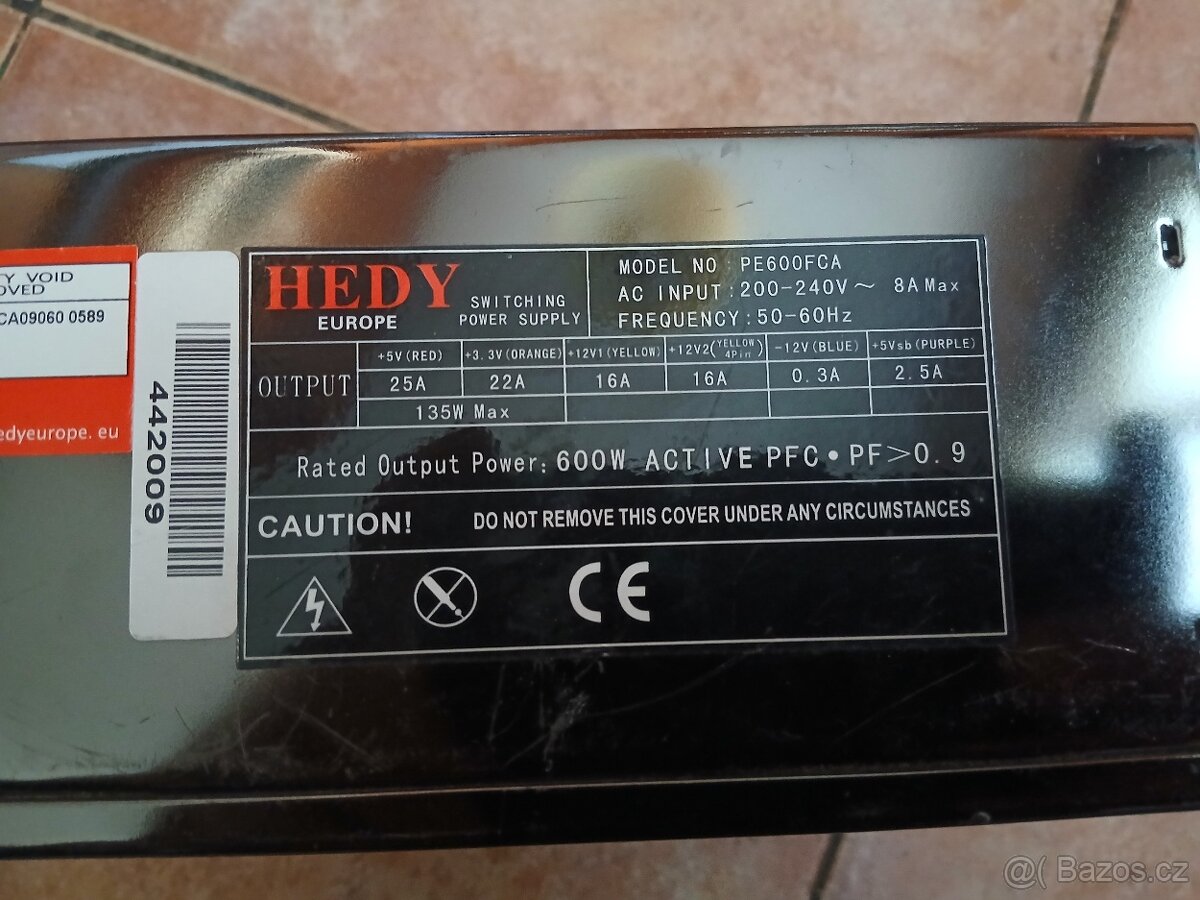 HEDY
EUROPE
SWITCHING
POWER SUPPLY
MODEL NO : PE600FCA
AC INPUT : 200-240V～ 8A Max
FREQUENCY : 50-60Hz
OUTPUT
+5V (RED) +3.3V (ORANGE) +12V1 (YELLOW) +12V2 (YELLOW 4Pin) -12V (BLUE) +5Vsb (PURPLE)
25A 22A 16A 16A 0.3A 2.5A
135W Max
Rated Output Power: 600W ACTIVE PFC • PF＞0.9
CAUTION! DO NOT REMOVE THIS COVER UNDER ANY CIRCUMSTANCES
CE
442009
TY VOID
OVED
CA09060 0589
edyeurope.eu
@( Bazos.cz